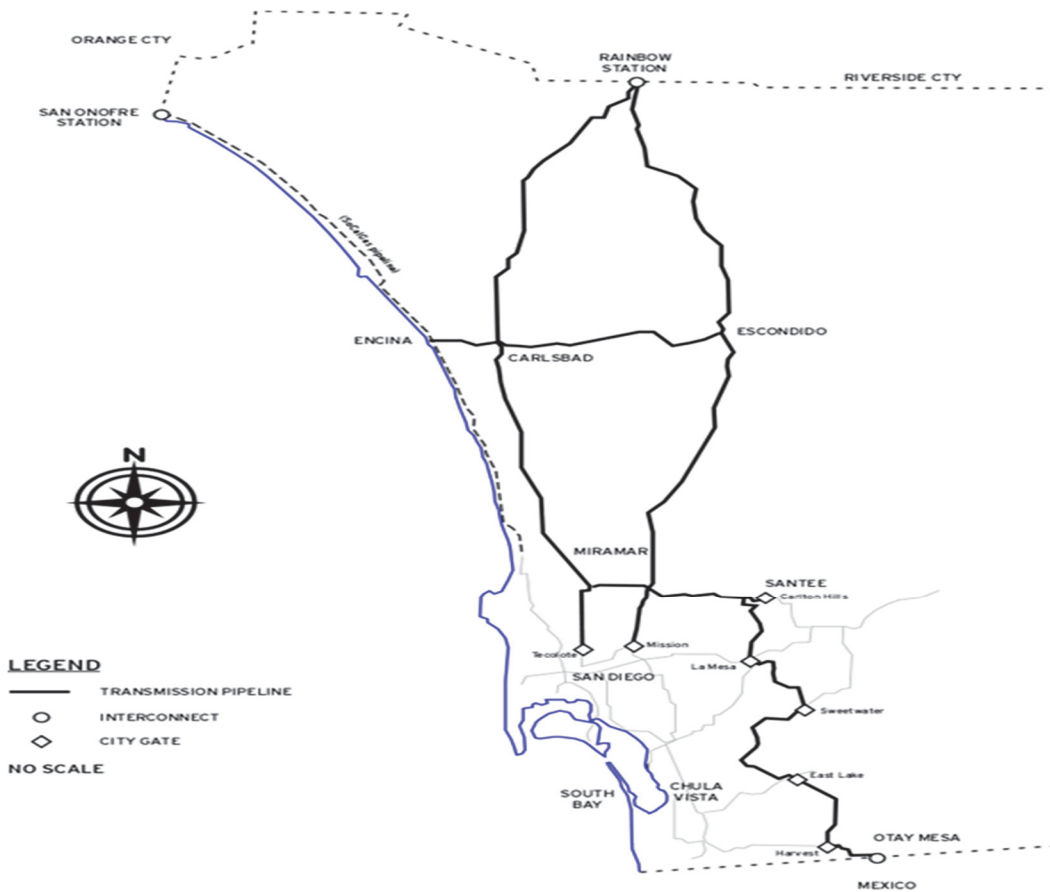 ORANGE CTY
RAINBOW
STATION
RIVERSIDE CTY
SAN ONOFRE
STATION
(SoCalGas pipeline)
ENCINA
CARLSBAD
ESCONDIDO
N
MIRAMAR
SANTEE
Carlton Hills
Tecolote
Mission
La Mesa
SAN DIEGO
Sweetwater
LEGEND
TRANSMISSION PIPELINE
INTERCONNECT
CITY GATE
NO SCALE
East Lake
SOUTH
BAY
CHULA
VISTA
OTAY MESA
Harvest
MEXICO